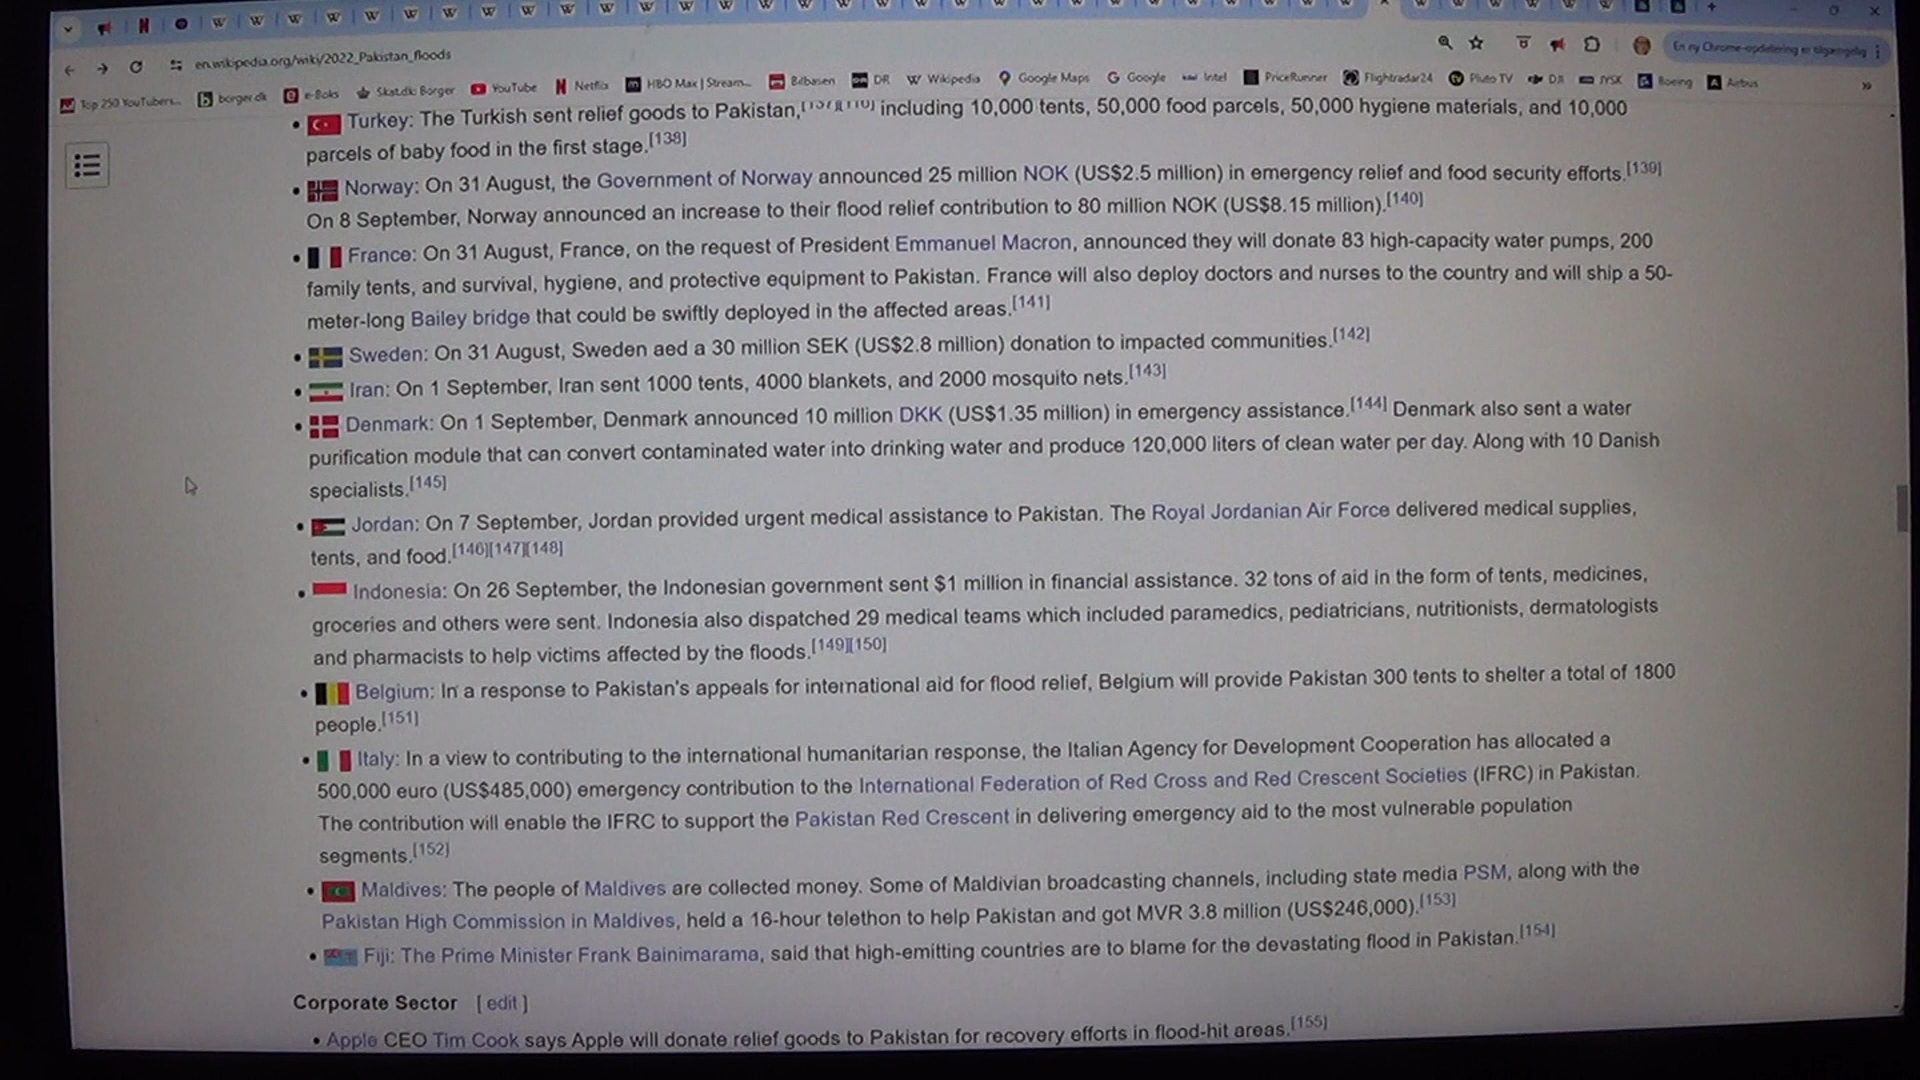 en.wikipedia.org/wiki/2022_Pakistan_floods
En ny Chrome-opdatering er tilgængelig
Top 250 YouTubers... borger.dk e-Boks Skat.dk: Borger YouTube Netflix HBO Max | Stream... Bilbasen DR Wikipedia Google Maps Google Intel PriceRunner Flightradar24 Pluto TV DJI JYSK Boeing Airbus
• Turkey: The Turkish sent relief goods to Pakistan, including 10,000 tents, 50,000 food parcels, 50,000 hygiene materials, and 10,000
parcels of baby food in the first stage.[138]
• Norway: On 31 August, the Government of Norway announced 25 million NOK (US$2.5 million) in emergency relief and food security efforts.[139]
On 8 September, Norway announced an increase to their flood relief contribution to 80 million NOK (US$8.15 million).[140]
• France: On 31 August, France, on the request of President Emmanuel Macron, announced they will donate 83 high-capacity water pumps, 200
family tents, and survival, hygiene, and protective equipment to Pakistan. France will also deploy doctors and nurses to the country and will ship a 50-
meter-long Bailey bridge that could be swiftly deployed in the affected areas.[141]
• Sweden: On 31 August, Sweden aed a 30 million SEK (US$2.8 million) donation to impacted communities.[142]
• Iran: On 1 September, Iran sent 1000 tents, 4000 blankets, and 2000 mosquito nets.[143]
• Denmark: On 1 September, Denmark announced 10 million DKK (US$1.35 million) in emergency assistance.[144] Denmark also sent a water
purification module that can convert contaminated water into drinking water and produce 120,000 liters of clean water per day. Along with 10 Danish
specialists.[145]
• Jordan: On 7 September, Jordan provided urgent medical assistance to Pakistan. The Royal Jordanian Air Force delivered medical supplies,
tents, and food.[146][147][148]
• Indonesia: On 26 September, the Indonesian government sent $1 million in financial assistance. 32 tons of aid in the form of tents, medicines,
groceries and others were sent. Indonesia also dispatched 29 medical teams which included paramedics, pediatricians, nutritionists, dermatologists
and pharmacists to help victims affected by the floods.[149][150]
• Belgium: In a response to Pakistan's appeals for international aid for flood relief, Belgium will provide Pakistan 300 tents to shelter a total of 1800
people.[151]
• Italy: In a view to contributing to the international humanitarian response, the Italian Agency for Development Cooperation has allocated a
500,000 euro (US$485,000) emergency contribution to the International Federation of Red Cross and Red Crescent Societies (IFRC) in Pakistan.
The contribution will enable the IFRC to support the Pakistan Red Crescent in delivering emergency aid to the most vulnerable population
segments.[152]
• Maldives: The people of Maldives are collected money. Some of Maldivian broadcasting channels, including state media PSM, along with the
Pakistan High Commission in Maldives, held a 16-hour telethon to help Pakistan and got MVR 3.8 million (US$246,000).[153]
• Fiji: The Prime Minister Frank Bainimarama, said that high-emitting countries are to blame for the devastating flood in Pakistan.[154]
Corporate Sector [ edit ]
• Apple CEO Tim Cook says Apple will donate relief goods to Pakistan for recovery efforts in flood-hit areas.[155]